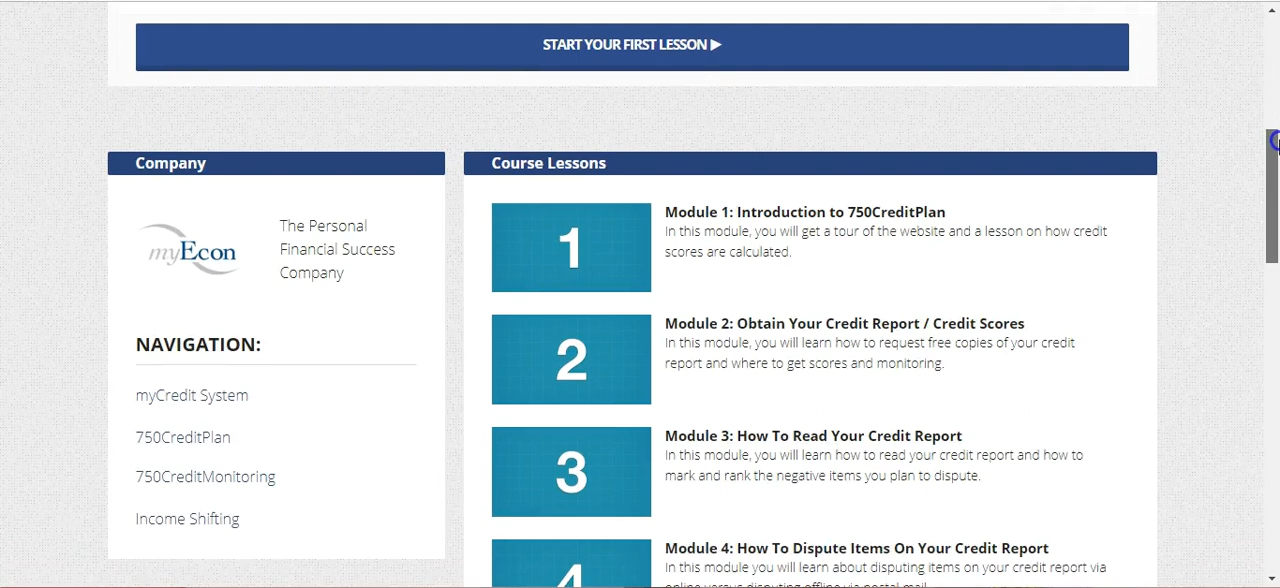 START YOUR FIRST LESSON ▶
Company
myEcon
The Personal
Financial Success
Company
NAVIGATION:
myCredit System
750CreditPlan
750CreditMonitoring
Income Shifting
Course Lessons
1
Module 1: Introduction to 750CreditPlan
In this module, you will get a tour of the website and a lesson on how credit
scores are calculated.
2
Module 2: Obtain Your Credit Report / Credit Scores
In this module, you will learn how to request free copies of your credit
report and where to get scores and monitoring.
3
Module 3: How To Read Your Credit Report
In this module, you will learn how to read your credit report and how to
mark and rank the negative items you plan to dispute.
4
Module 4: How To Dispute Items On Your Credit Report
In this module you will learn about disputing items on your credit report via
online versus disputing offline via postal mail